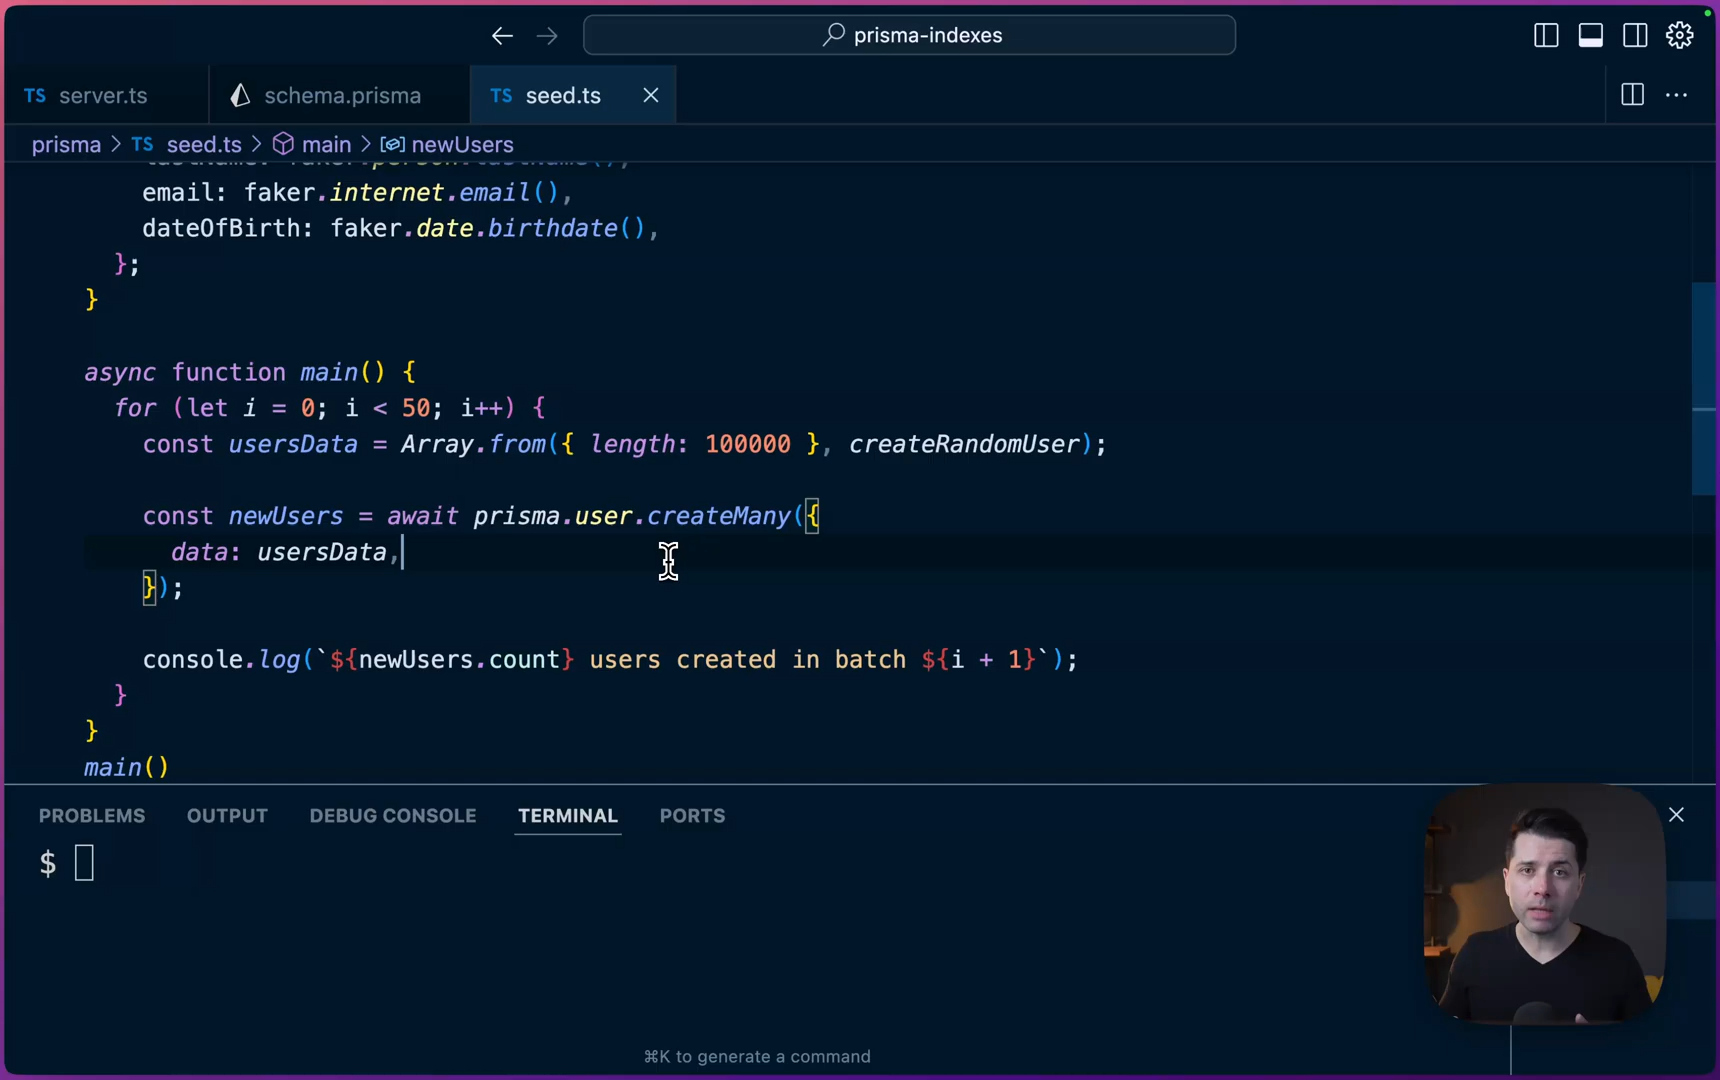 prisma-indexes
TS server.ts
schema.prisma
TS seed.ts
prisma > TS seed.ts > main > newUsers
email: faker.internet.email(),
dateOfBirth: faker.date.birthdate(),
};
}
async function main() {
for (let i = 0; i < 50; i++) {
const usersData = Array.from({ length: 100000 }, createRandomUser);
const newUsers = await prisma.user.createMany({
data: usersData,
});
console.log(`${newUsers.count} users created in batch ${i + 1}`);
}
}
main()
PROBLEMS OUTPUT DEBUG CONSOLE TERMINAL PORTS
$
⌘K to generate a command